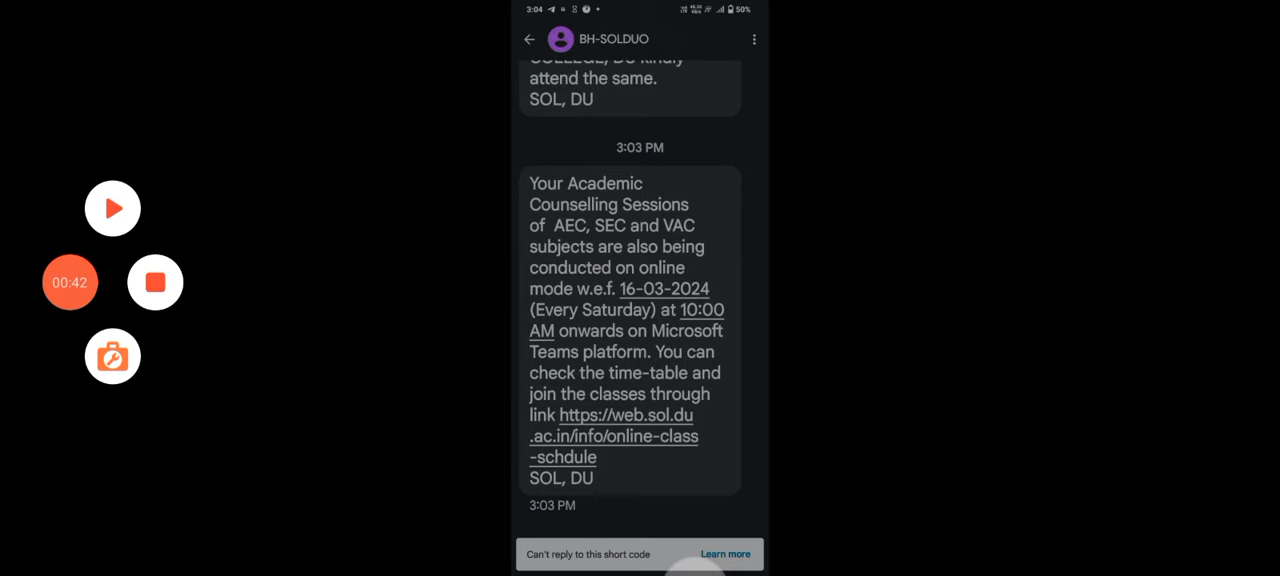 3:04
50%
BH-SOLDUO
attend the same.
SOL, DU
3:03 PM
Your Academic
Counselling Sessions
of AEC, SEC and VAC
subjects are also being
conducted on online
mode w.e.f. 16-03-2024
(Every Saturday) at 10:00
AM onwards on Microsoft
Teams platform. You can
check the time-table and
join the classes through
link https://web.sol.du
.ac.in/info/online-class
-schdule
SOL, DU
3:03 PM
Can't reply to this short code
Learn more
00:42